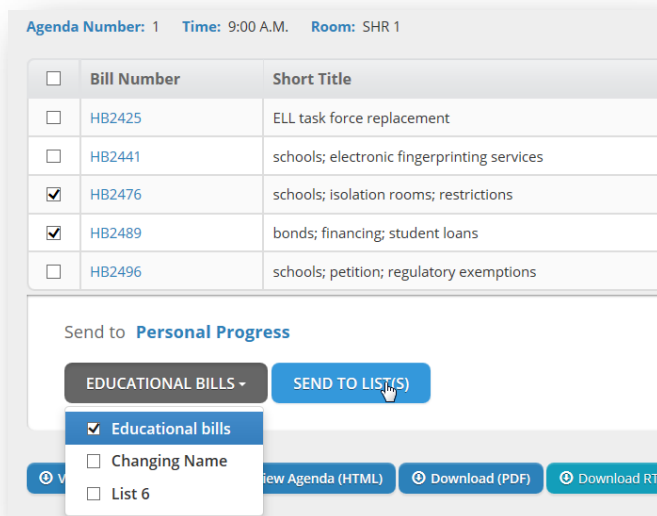 Agenda Number: 1 Time: 9:00 A.M. Room: SHR 1
Bill Number Short Title
HB2425 ELL task force replacement
HB2441 schools; electronic fingerprinting services
HB2476 schools; isolation rooms; restrictions
HB2489 bonds; financing; student loans
HB2496 schools; petition; regulatory exemptions
Send to Personal Progress
EDUCATIONAL BILLS SEND TO LIST(S)
Educational bills
Changing Name
Agenda (HTML) Download (PDF) Download
List 6